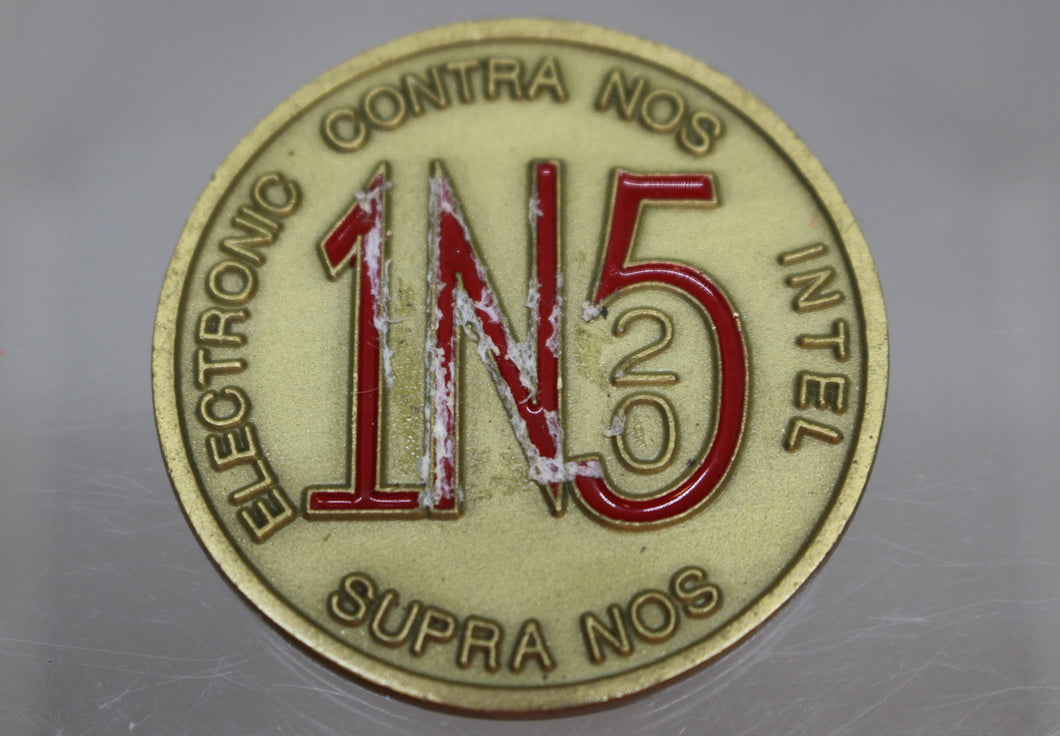 CONTRA NOS
ELECTRONIC
INTEL
1N5
20
SUPRA NOS